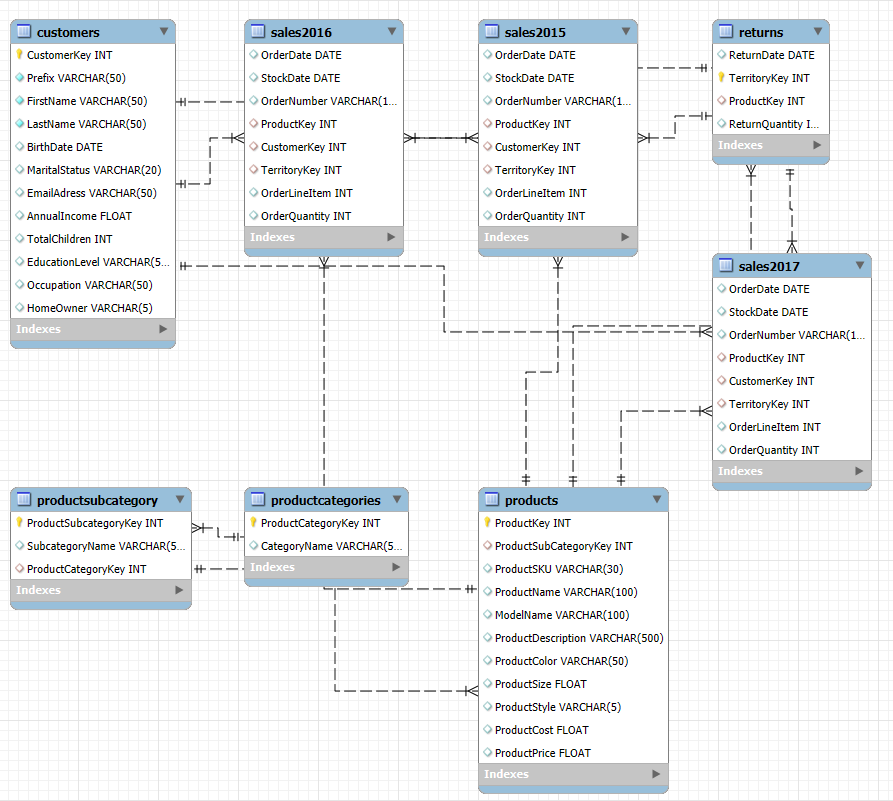 customers
CustomerKey INT
Prefix VARCHAR(50)
FirstName VARCHAR(50)
LastName VARCHAR(50)
BirthDate DATE
MaritalStatus VARCHAR(20)
EmailAdress VARCHAR(50)
AnnualIncome FLOAT
TotalChildren INT
EducationLevel VARCHAR(5...
Occupation VARCHAR(50)
HomeOwner VARCHAR(5)
Indexes
sales2016
OrderDate DATE
StockDate DATE
OrderNumber VARCHAR(1...
ProductKey INT
CustomerKey INT
TerritoryKey INT
OrderLineItem INT
OrderQuantity INT
Indexes
sales2015
OrderDate DATE
StockDate DATE
OrderNumber VARCHAR(1...
ProductKey INT
CustomerKey INT
TerritoryKey INT
OrderLineItem INT
OrderQuantity INT
Indexes
returns
ReturnDate DATE
TerritoryKey INT
ProductKey INT
ReturnQuantity I...
Indexes
sales2017
OrderDate DATE
StockDate DATE
OrderNumber VARCHAR(1...
ProductKey INT
CustomerKey INT
TerritoryKey INT
OrderLineItem INT
OrderQuantity INT
Indexes
productsubcategory
ProductSubcategoryKey INT
SubcategoryName VARCHAR(5...
ProductCategoryKey INT
Indexes
productcategories
ProductCategoryKey INT
CategoryName VARCHAR(5...
Indexes
products
ProductKey INT
ProductSubCategoryKey INT
ProductSKU VARCHAR(30)
ProductName VARCHAR(100)
ModelName VARCHAR(100)
ProductDescription VARCHAR(500)
ProductColor VARCHAR(50)
ProductSize FLOAT
ProductStyle VARCHAR(5)
ProductCost FLOAT
ProductPrice FLOAT
Indexes